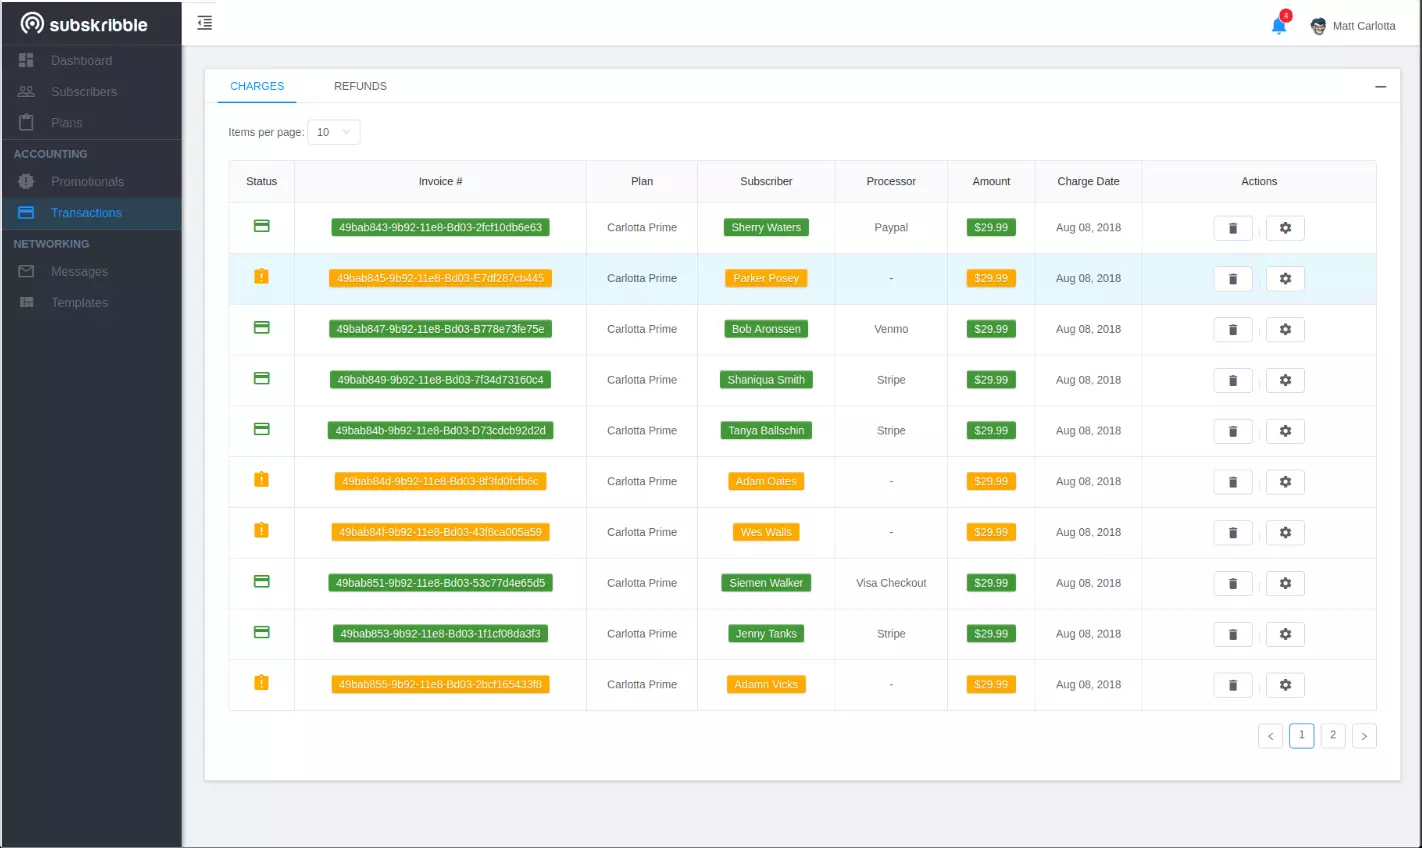 subskribble
4
Matt Carlotta
Dashboard
Subscribers
Plans
ACCOUNTING
Promotionals
Transactions
NETWORKING
Messages
Templates
CHARGES REFUNDS
Items per page: 10
Status Invoice # Plan Subscriber Processor Amount Charge Date Actions
49bab843-9b92-11e8-Bd03-2fcf10db6e63 Carlotta Prime Sherry Waters Paypal $29.99 Aug 08, 2018
49bab845-9b92-11e8-Bd03-E7df287cb445 Carlotta Prime Parker Posey - $29.99 Aug 08, 2018
49bab847-9b92-11e8-Bd03-B778e73fe75e Carlotta Prime Bob Aronssen Venmo $29.99 Aug 08, 2018
49bab849-9b92-11e8-Bd03-7f34d73160c4 Carlotta Prime Shaniqua Smith Stripe $29.99 Aug 08, 2018
49bab84b-9b92-11e8-Bd03-D73cdcb92d2d Carlotta Prime Tanya Ballschin Stripe $29.99 Aug 08, 2018
49bab84d-9b92-11e8-Bd03-8f3fd0fcfb6c Carlotta Prime Adam Oates - $29.99 Aug 08, 2018
49bab84f-9b92-11e8-Bd03-43f8ca005a59 Carlotta Prime Wes Walls - $29.99 Aug 08, 2018
49bab851-9b92-11e8-Bd03-53c77d4e65d5 Carlotta Prime Siemen Walker Visa Checkout $29.99 Aug 08, 2018
49bab853-9b92-11e8-Bd03-1f1cf08da3f3 Carlotta Prime Jenny Tanks Stripe $29.99 Aug 08, 2018
49bab855-9b92-11e8-Bd03-2bcf165433f8 Carlotta Prime Adamn Vicks - $29.99 Aug 08, 2018
< 1 2 >